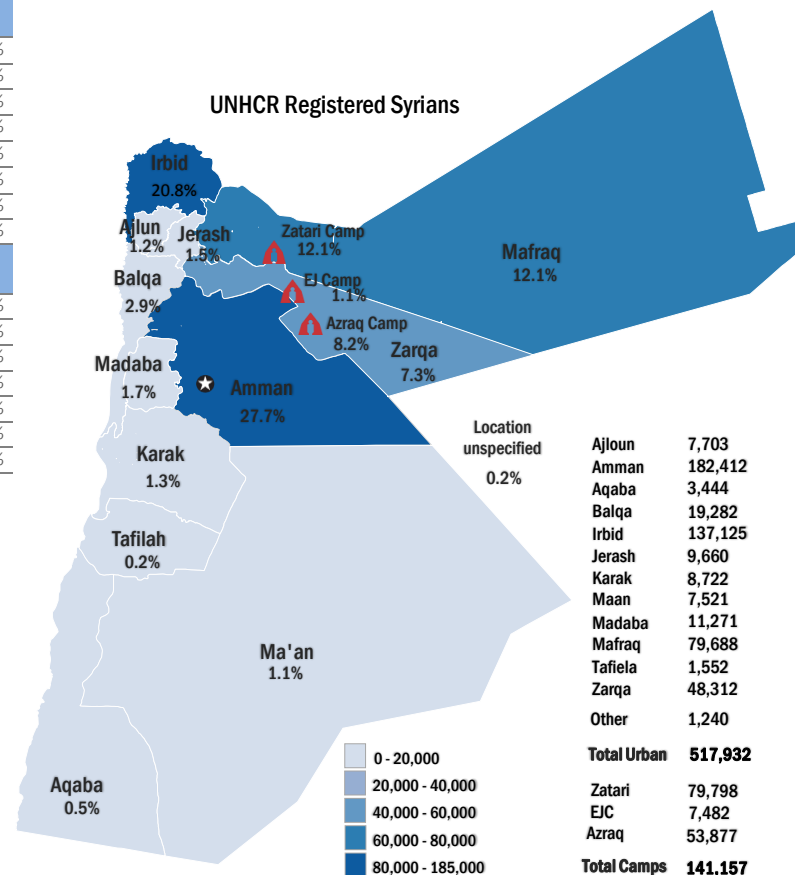 UNHCR Registered Syrians
Irbid
20.8%
Ajlun
1.2%
Jerash
1.5%
Zatari Camp
12.1%
Mafraq
12.1%
Balqa
2.9%
EJ Camp
1.1%
Azraq Camp
8.2%
Zarqa
7.3%
Madaba
1.7%
Amman
27.7%
Location
unspecified
0.2%
Karak
1.3%
Tafilah
0.2%
Ma'an
1.1%
Aqaba
0.5%
0 - 20,000
20,000 - 40,000
40,000 - 60,000
60,000 - 80,000
80,000 - 185,000
Ajloun 7,703
Amman 182,412
Aqaba 3,444
Balqa 19,282
Irbid 137,125
Jerash 9,660
Karak 8,722
Maan 7,521
Madaba 11,271
Mafraq 79,688
Tafiela 1,552
Zarqa 48,312
Other 1,240
Total Urban 517,932
Zatari 79,798
EJC 7,482
Azraq 53,877
Total Camps 141,157